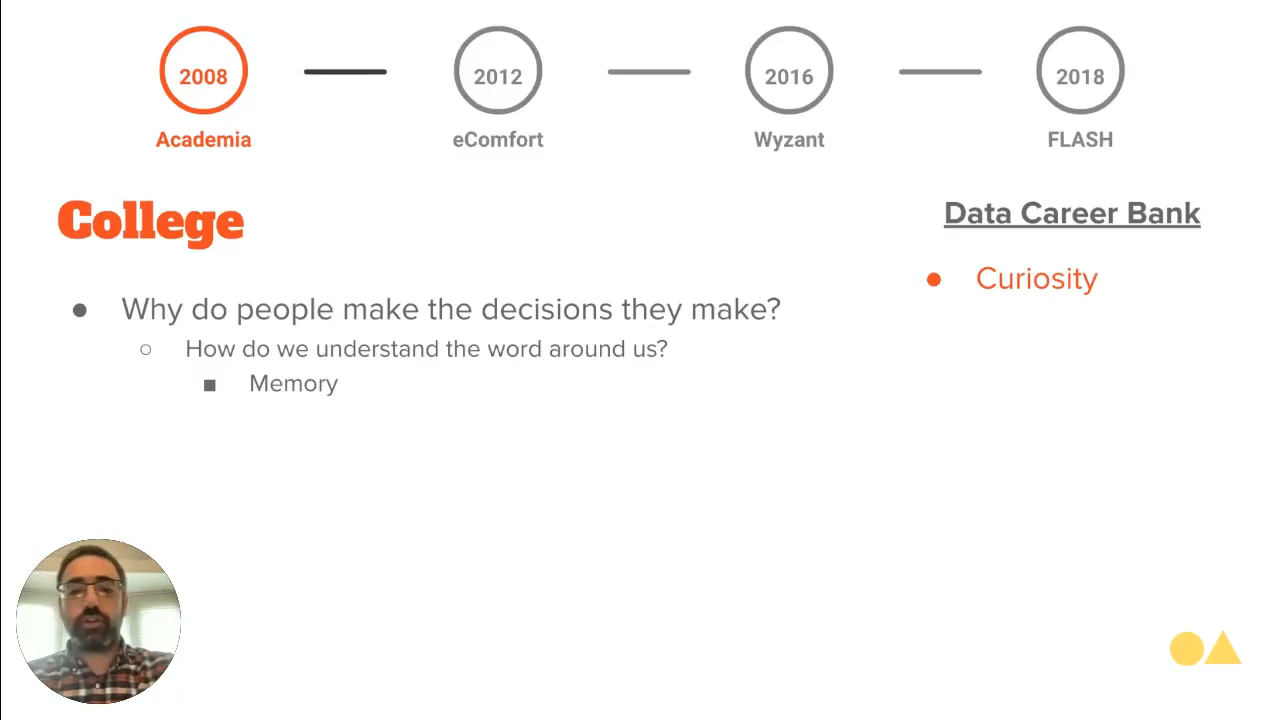 2008
2012
2016
2018
Academia
eComfort
Wyzant
FLASH
College
Data Career Bank
Curiosity
Why do people make the decisions they make?
How do we understand the word around us?
Memory